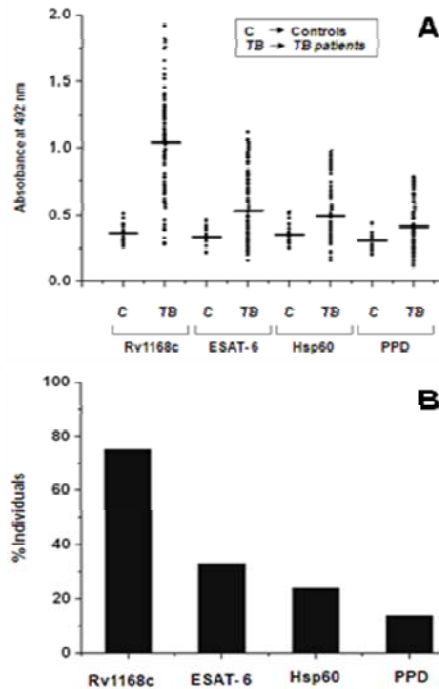 A
C → Controls
TB → TB patients
Absorbance at 492 nm
2.0
1.5
1.0
0.5
0.0
C TB C TB C TB C TB
Rv1168c ESAT-6 Hsp60 PPD
B
% Individuals
100
80
60
40
20
0
Rv1168c ESAT-6 Hsp60 PPD